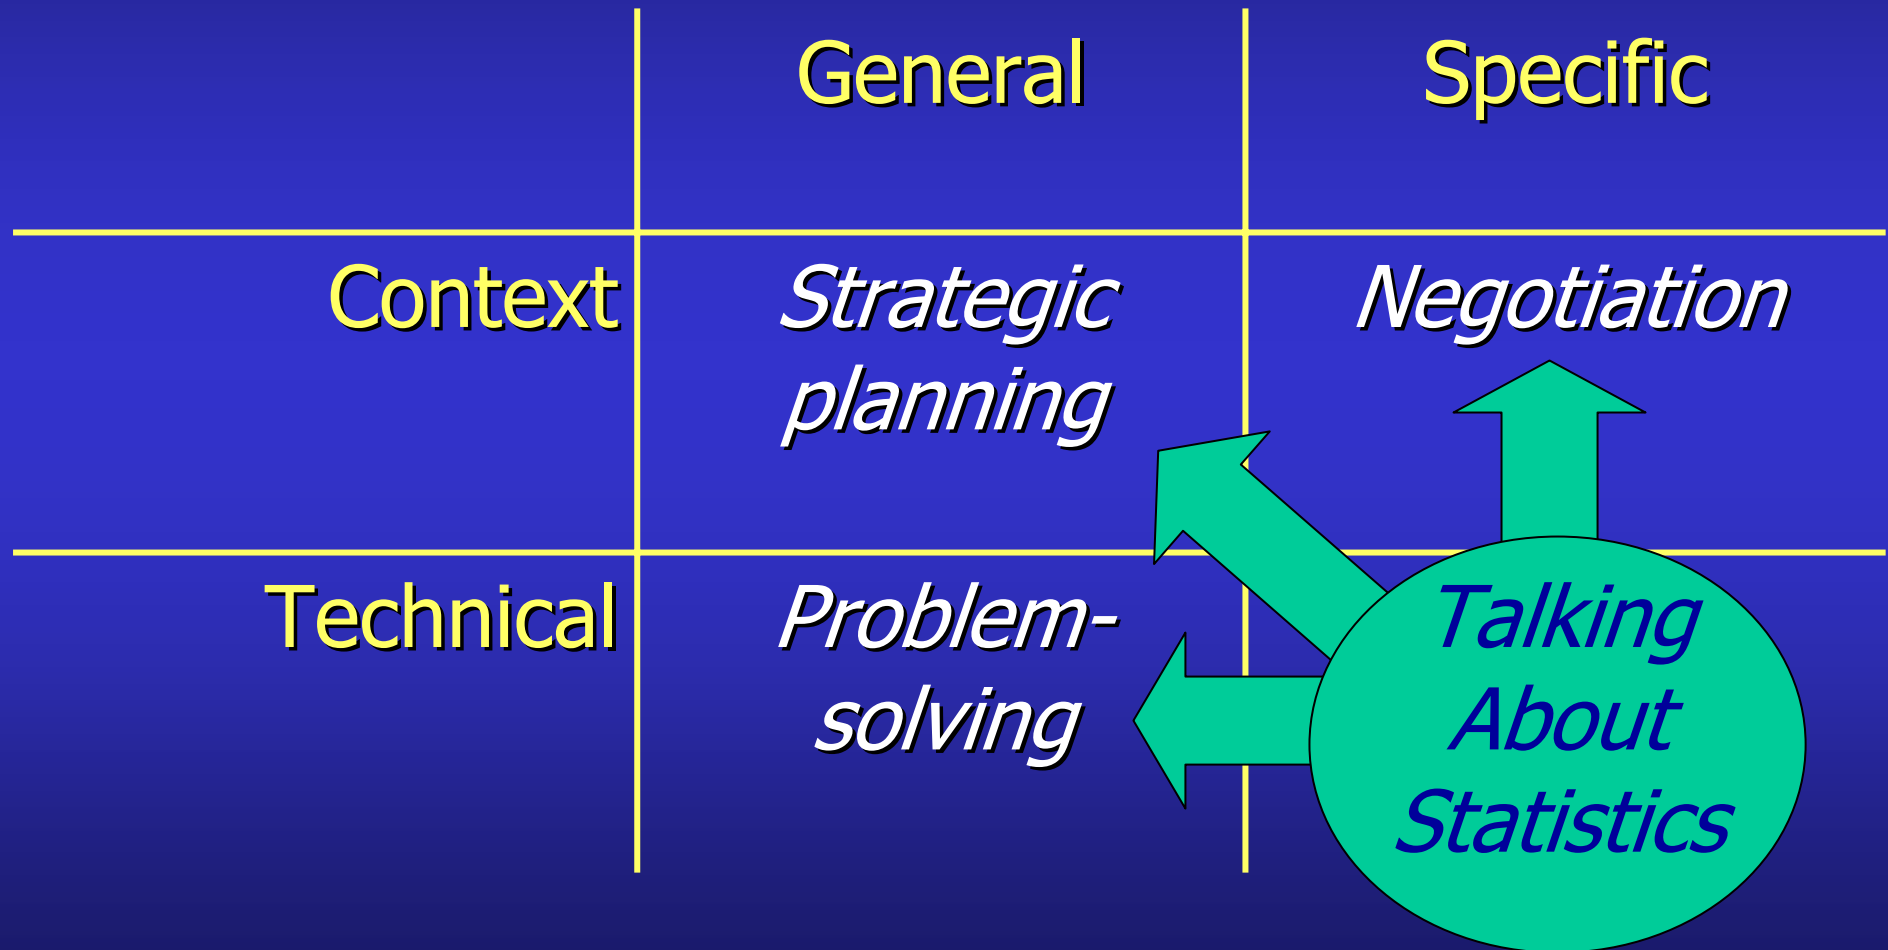 General
Specific
Context
Strategic
planning
Negotiation
Technical
Problem-
solving
Talking
About
Statistics